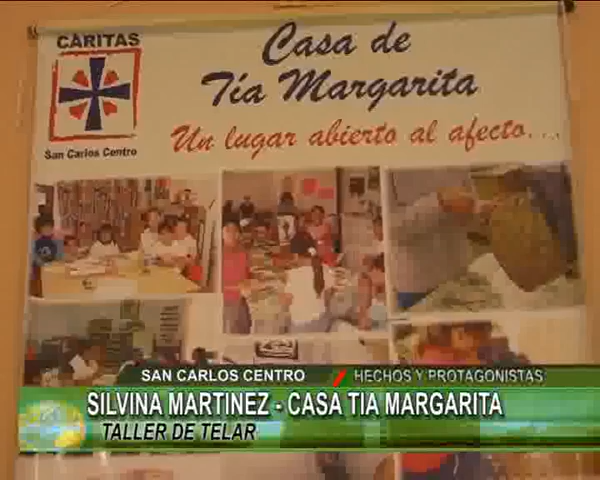 CÁRITAS
San Carlos Centro
Casa de
Tía Margarita
Un lugar abierto al afecto...
SAN CARLOS CENTRO
HECHOS Y PROTAGONISTAS
SILVINA MARTINEZ - CASA TIA MARGARITA
TALLER DE TELAR